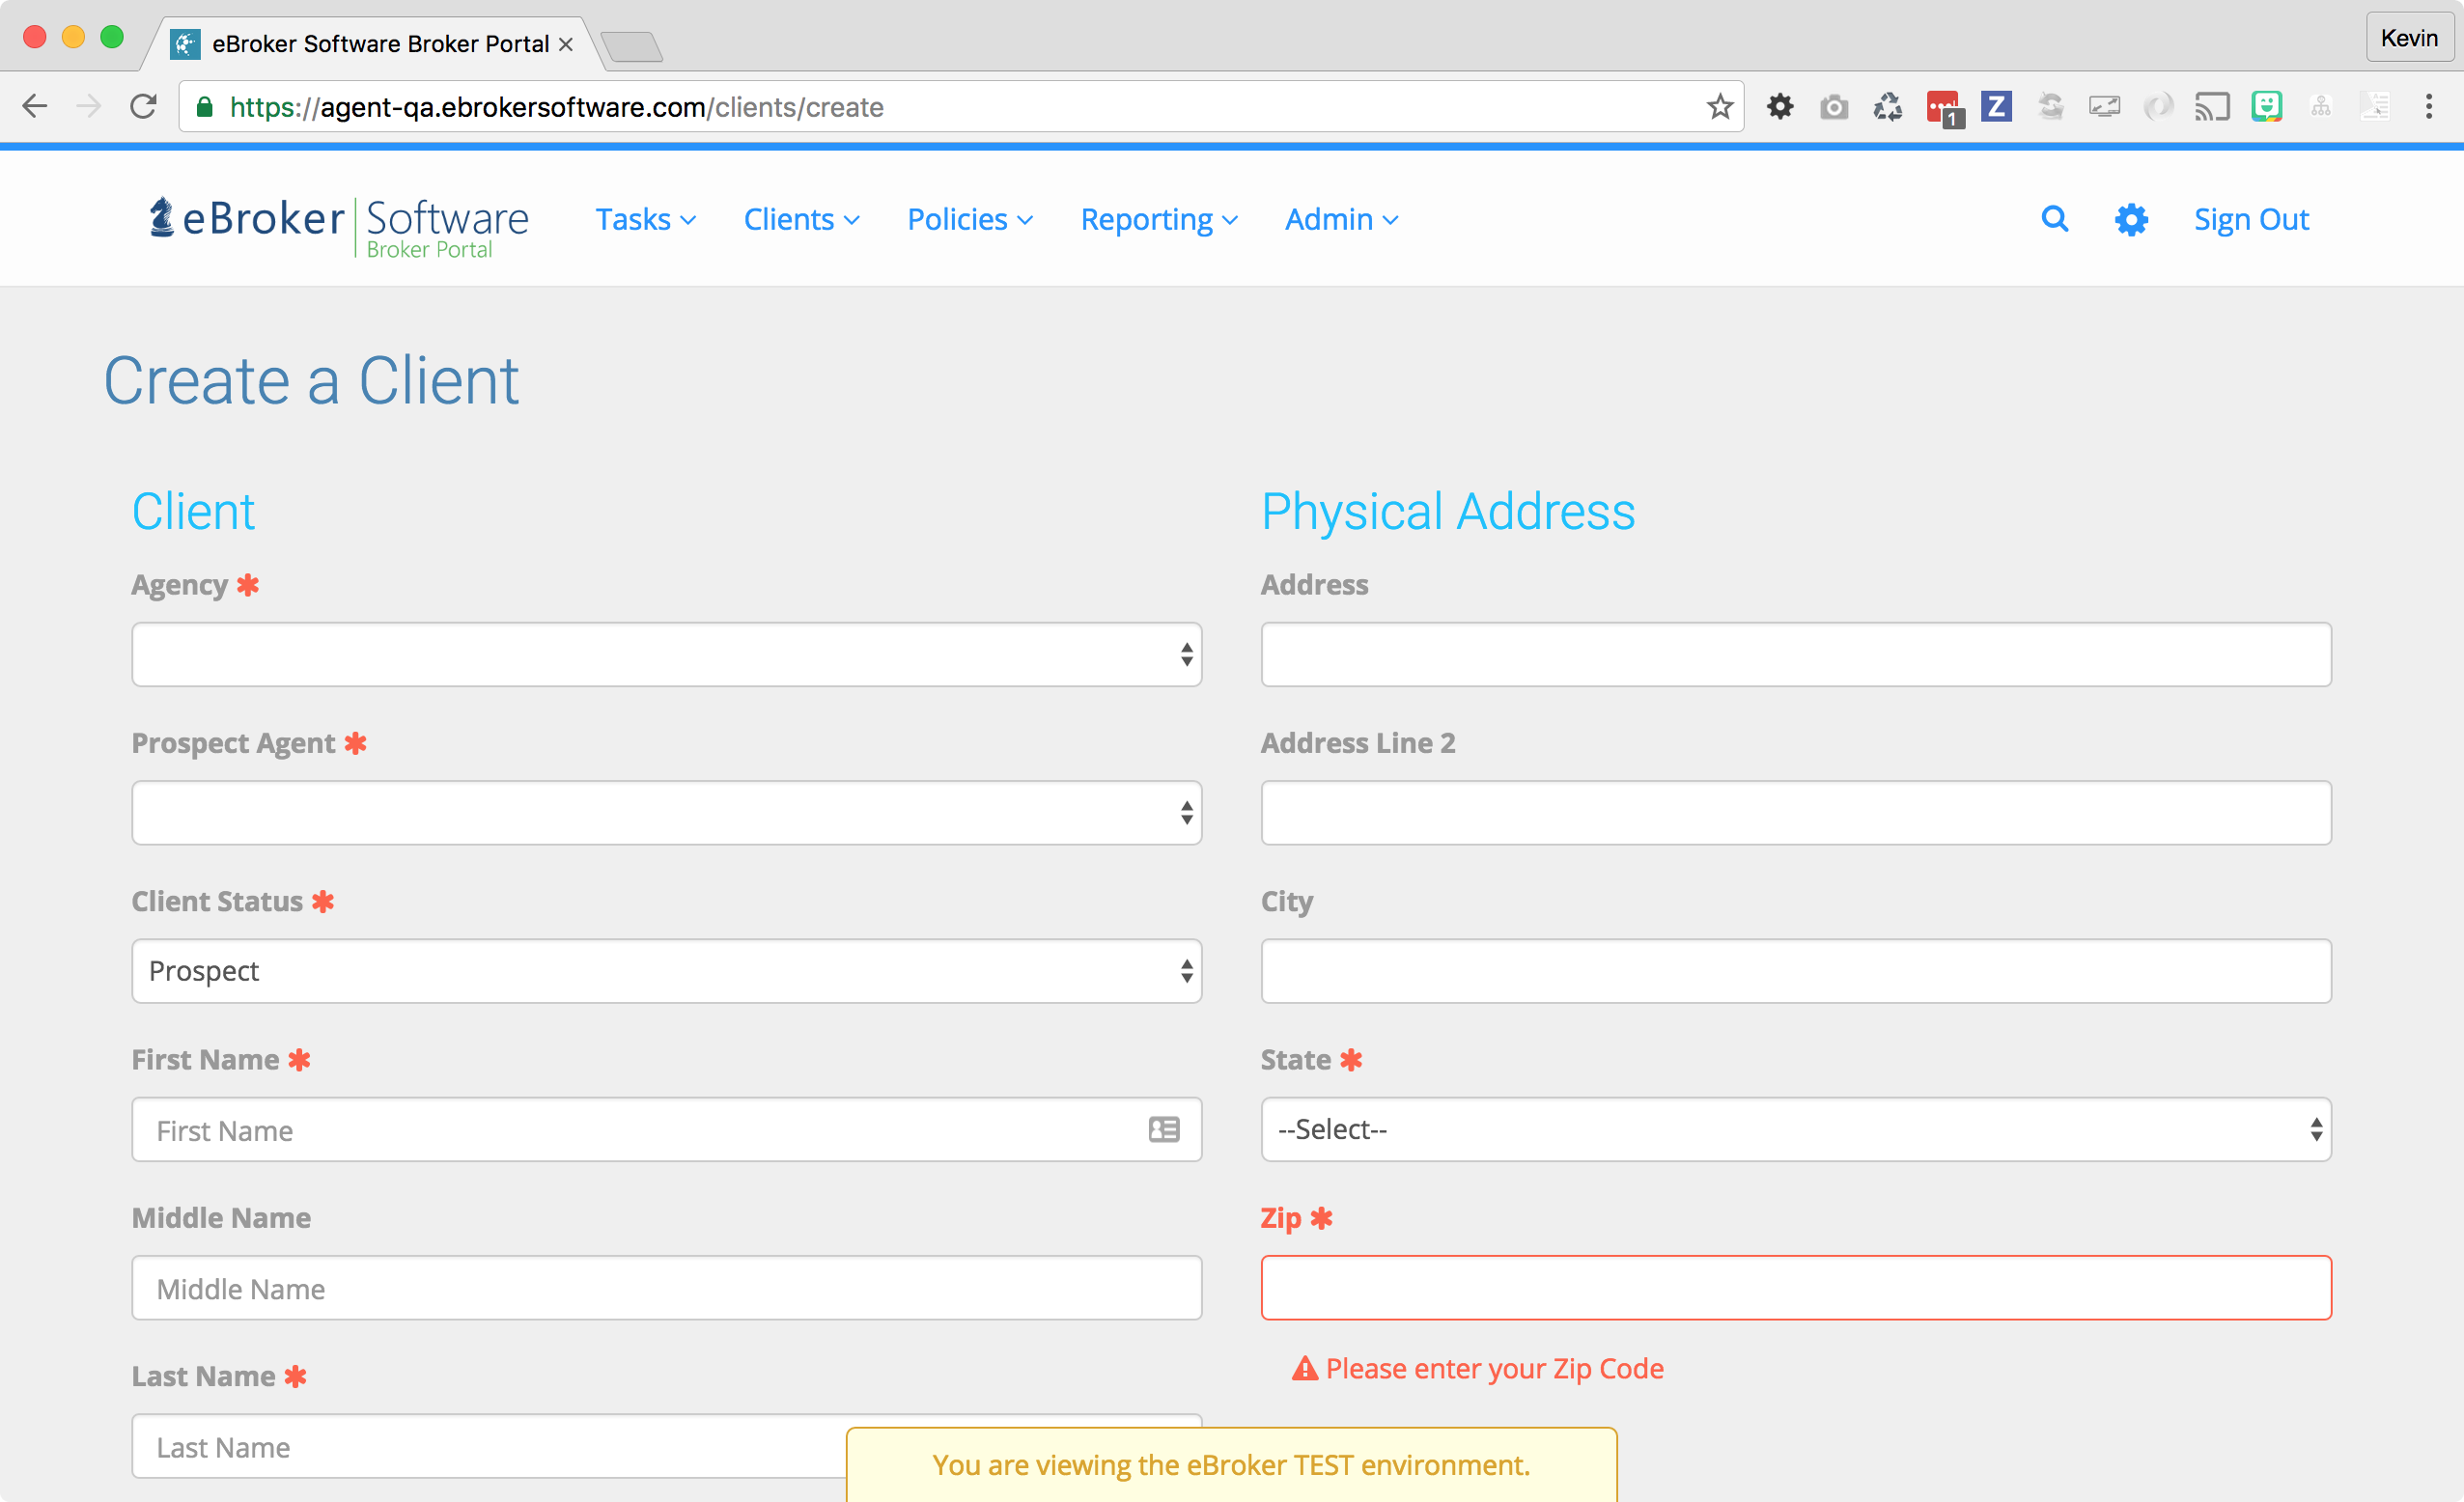 eBroker Software Broker Portal
Kevin
https://agent-qa.ebrokersoftware.com/clients/create
1
Z
eBroker Software
Broker Portal
Tasks
Clients
Policies
Reporting
Admin
Sign Out
Create a Client
Client
Agency *
Prospect Agent *
Client Status *
Prospect
First Name *
First Name
Middle Name
Middle Name
Last Name *
Last Name
Physical Address
Address
Address Line 2
City
State *
--Select--
Zip *
Please enter your Zip Code
You are viewing the eBroker TEST environment.